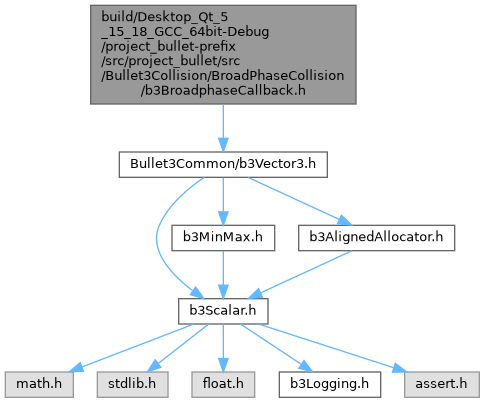 build/Desktop_Qt_5
_15_18_GCC_64bit-Debug
/project_bullet-prefix
/src/project_bullet/src
/Bullet3Collision/BroadPhaseCollision
/b3BroadphaseCallback.h
Bullet3Common/b3Vector3.h
b3MinMax.h
b3AlignedAllocator.h
b3Scalar.h
math.h
stdlib.h
float.h
b3Logging.h
assert.h